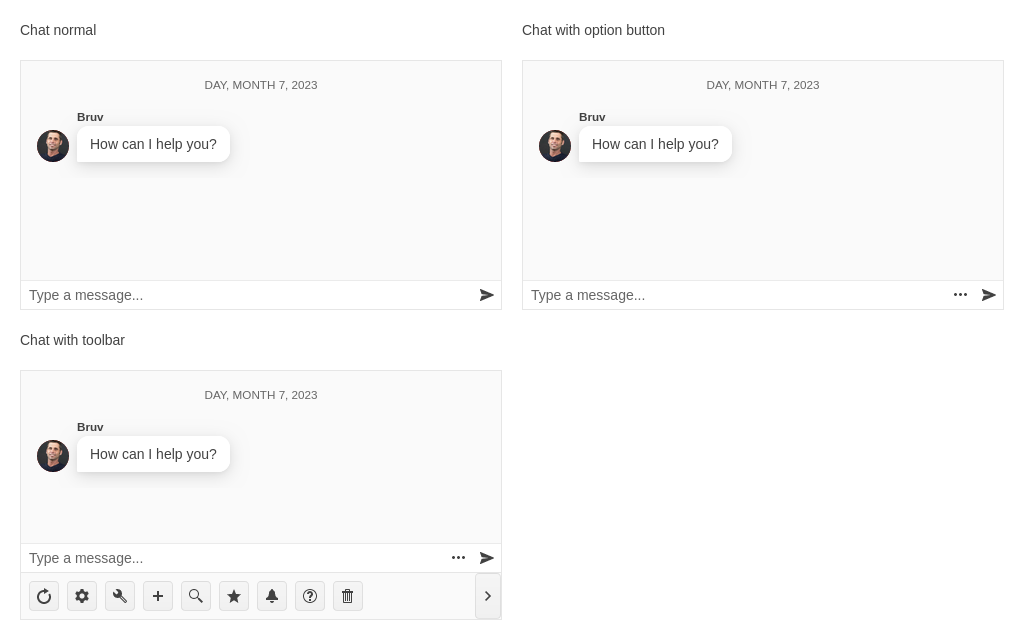 Chat normal
DAY, MONTH 7, 2023
Bruv
How can I help you?
Type a message...
Chat with option button
DAY, MONTH 7, 2023
Bruv
How can I help you?
Type a message...
Chat with toolbar
DAY, MONTH 7, 2023
Bruv
How can I help you?
Type a message...